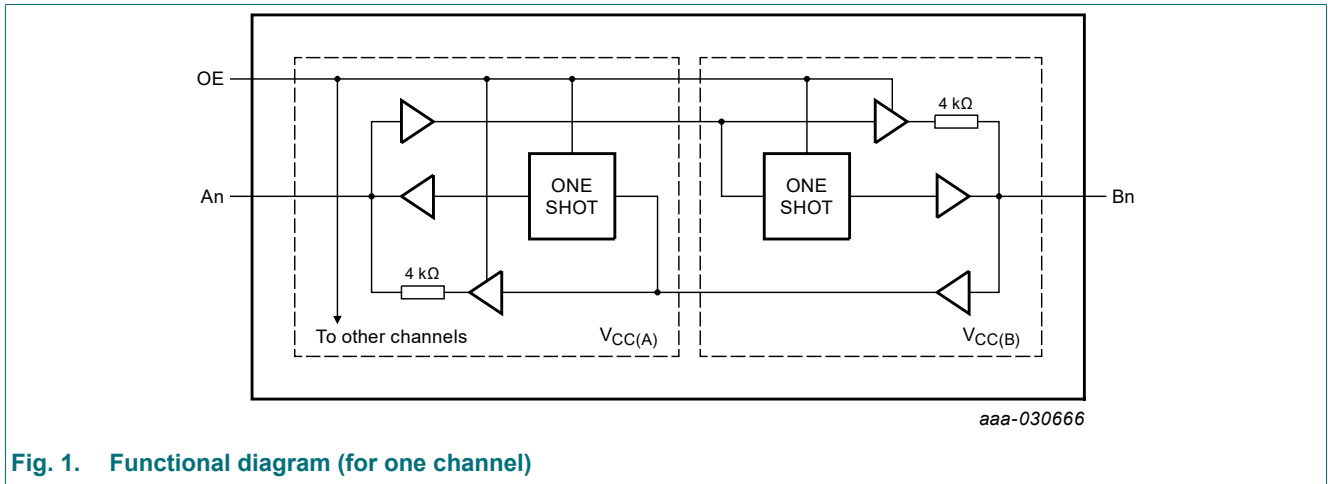 OE
4 kΩ
An
ONE
SHOT
ONE
SHOT
Bn
4 kΩ
To other channels
VCC(A)
VCC(B)
aaa-030666
Fig. 1. Functional diagram (for one channel)